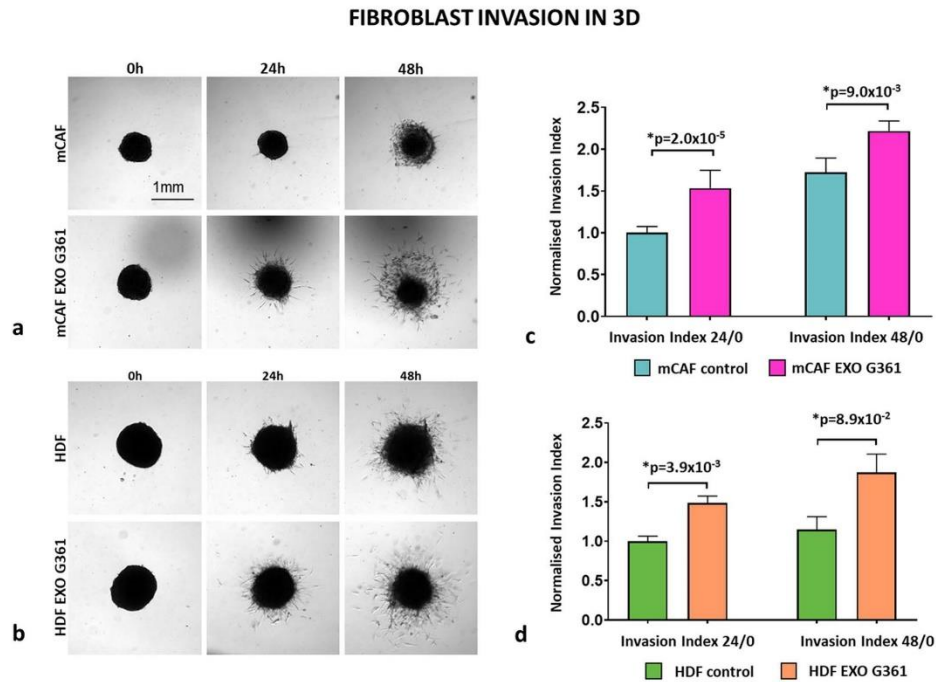 FIBROBLAST INVASION IN 3D
0h 24h 48h
mCAF
1mm
mCAF EXO G361
a
0h 24h 48h
HDF
HDF EXO G361
b
*p=9.0x10⁻³
*p=2.0x10⁻⁵
Normalised Invasion Index
2.5
2.0
1.5
1.0
0.5
0.0
Invasion Index 24/0 Invasion Index 48/0
c
mCAF control mCAF EXO G361
*p=8.9x10⁻²
*p=3.9x10⁻³
Normalised Invasion Index
2.5
2.0
1.5
1.0
0.5
0.0
Invasion Index 24/0 Invasion Index 48/0
d
HDF control HDF EXO G361